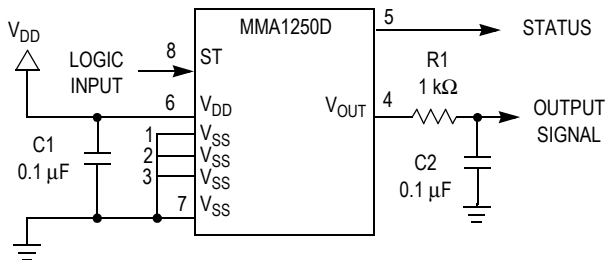 V_DD
LOGIC
INPUT
8
ST
MMA1250D
5
STATUS
R1
1 kΩ
6
V_DD
V_OUT
4
OUTPUT
SIGNAL
C1
0.1 μF
1
V_SS
2
V_SS
3
V_SS
7
V_SS
C2
0.1 μF